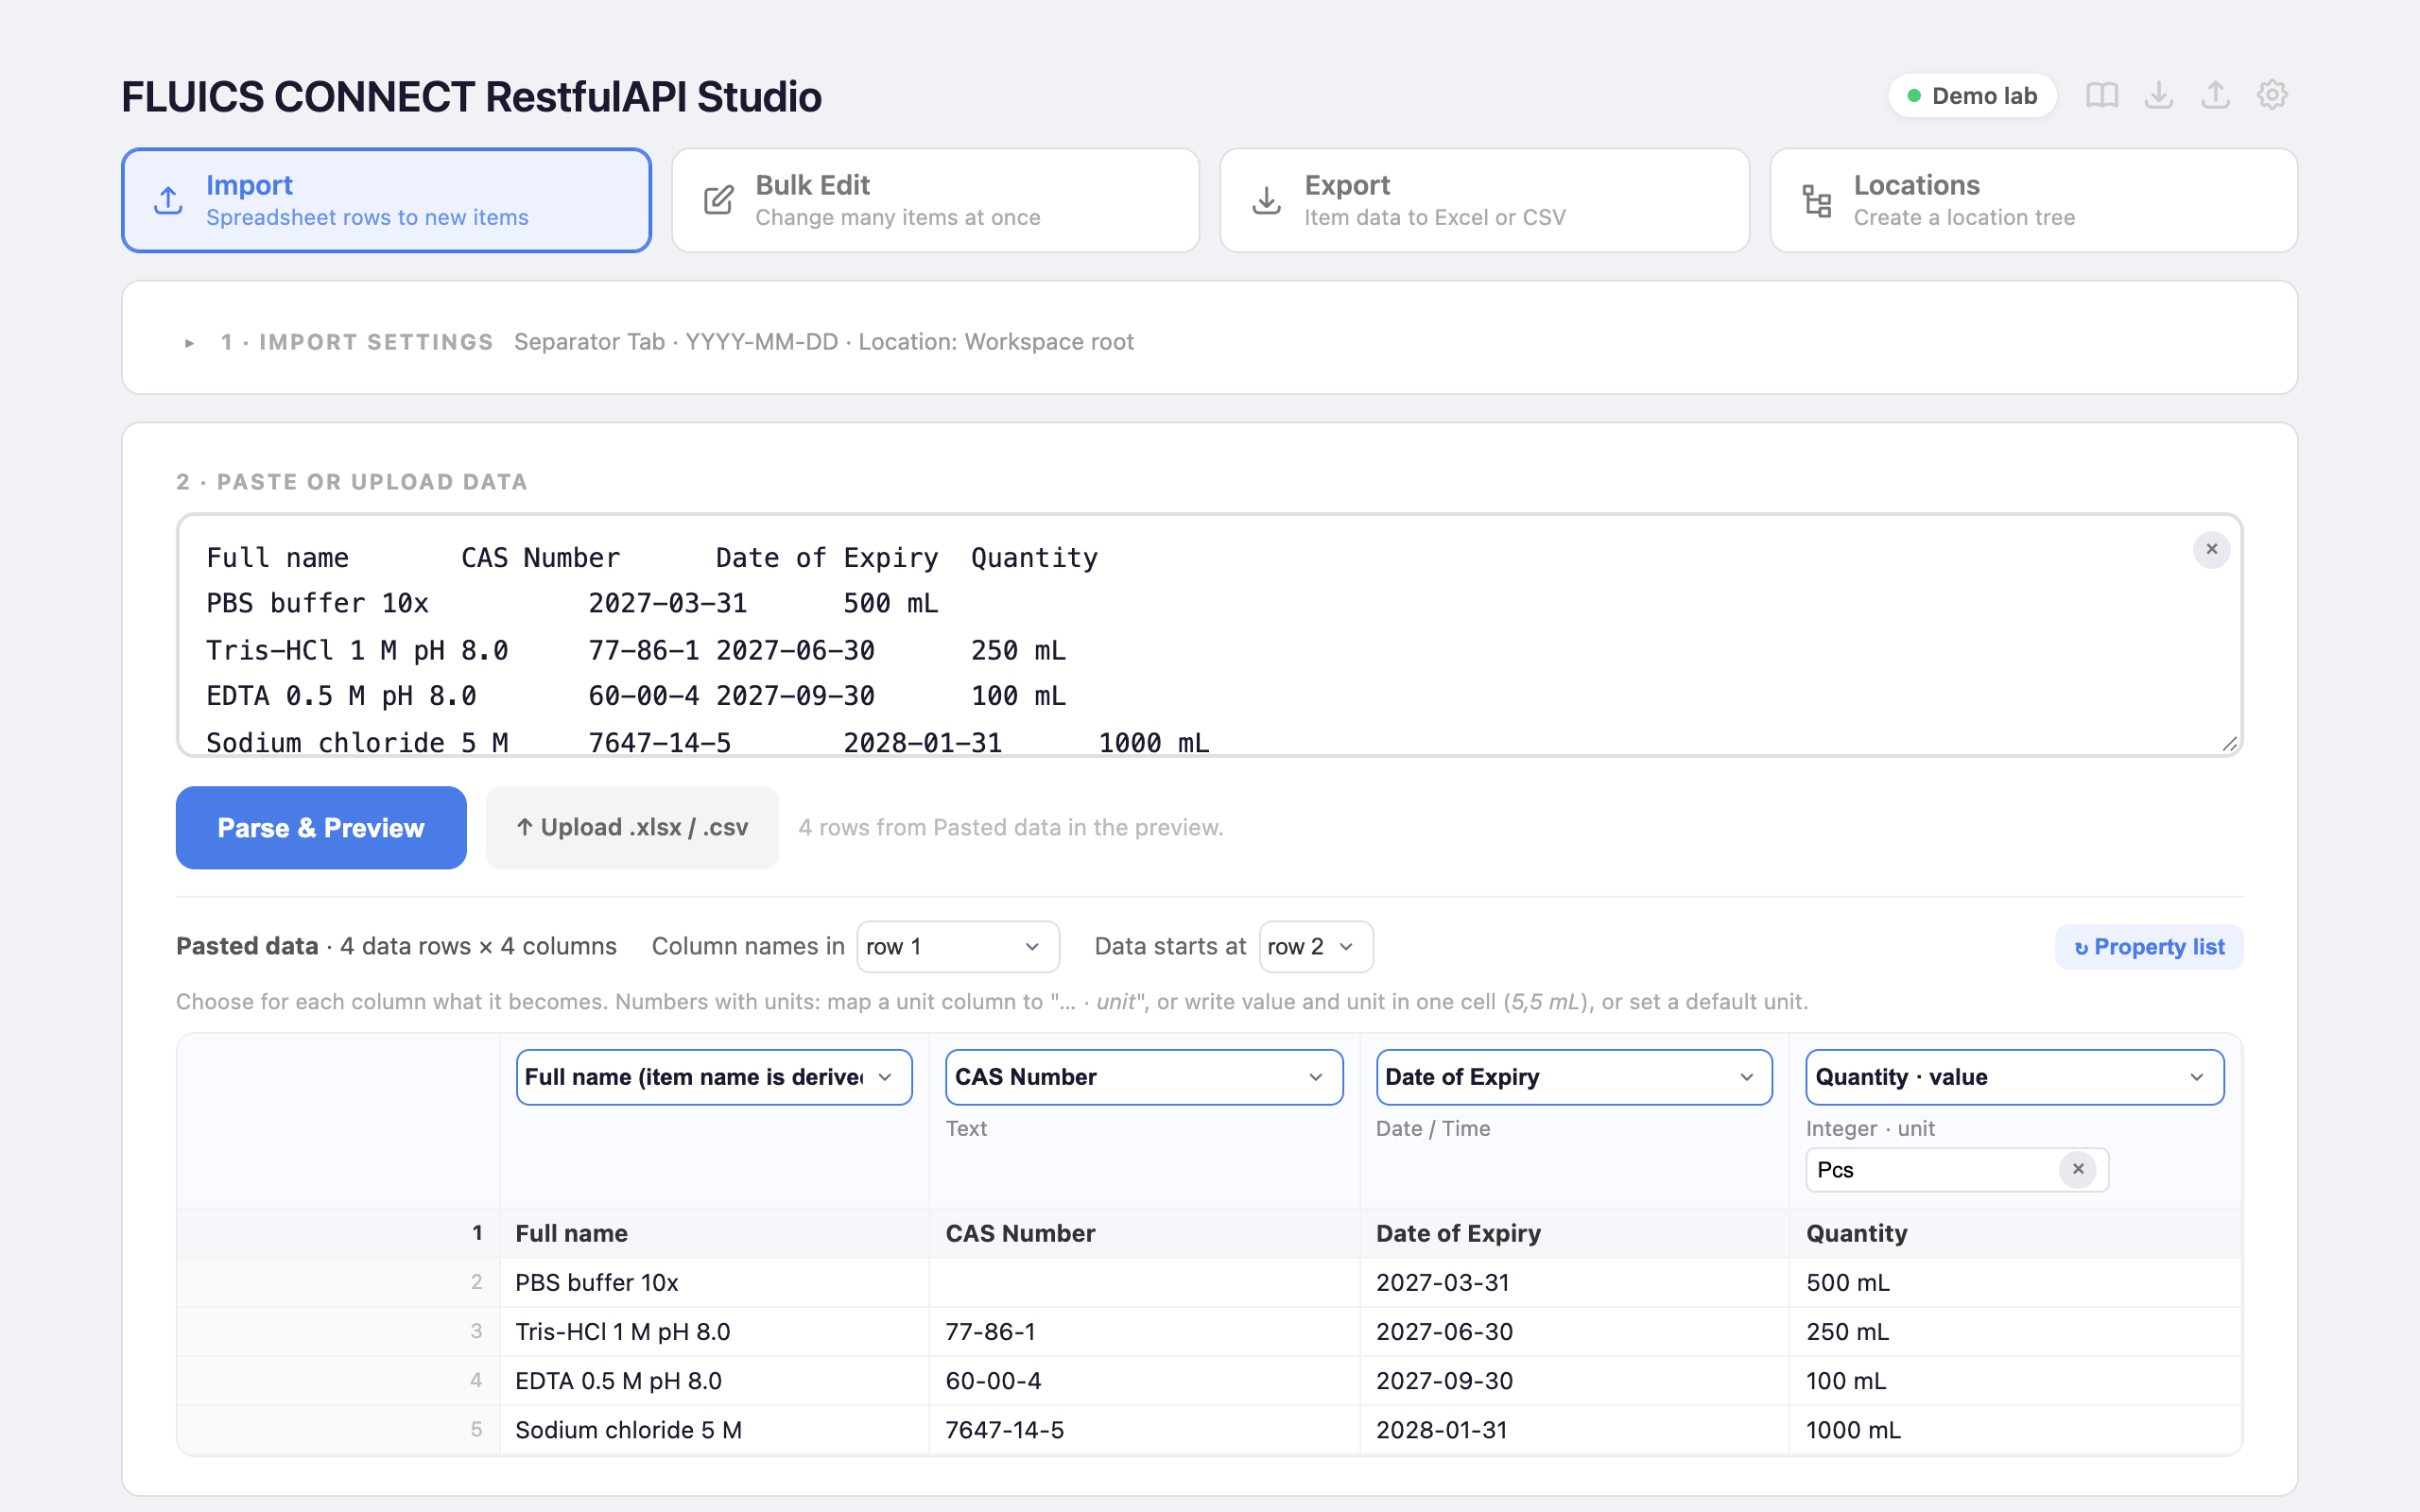 FLUICS CONNECT RestfulAPI Studio
Demo lab
Import
Spreadsheet rows to new items
Bulk Edit
Change many items at once
Export
Item data to Excel or CSV
Locations
Create a location tree
1 · IMPORT SETTINGS Separator Tab · YYYY-MM-DD · Location: Workspace root
2 · PASTE OR UPLOAD DATA
Full name CAS Number Date of Expiry Quantity
PBS buffer 10x 2027-03-31 500 mL
Tris-HCl 1 M pH 8.0 77-86-1 2027-06-30 250 mL
EDTA 0.5 M pH 8.0 60-00-4 2027-09-30 100 mL
Sodium chloride 5 M 7647-14-5 2028-01-31 1000 mL
Parse & Preview
↑ Upload .xlsx / .csv
4 rows from Pasted data in the preview.
Pasted data · 4 data rows × 4 columns Column names in row 1 Data starts at row 2
↻ Property list
Choose for each column what it becomes. Numbers with units: map a unit column to "... · unit", or write value and unit in one cell (5,5 mL), or set a default unit.
Full name (item name is derive CAS Number Date of Expiry Quantity · value
Text Date / Time Integer · unit
Pcs
1 Full name CAS Number Date of Expiry Quantity
2 PBS buffer 10x 2027-03-31 500 mL
3 Tris-HCl 1 M pH 8.0 77-86-1 2027-06-30 250 mL
4 EDTA 0.5 M pH 8.0 60-00-4 2027-09-30 100 mL
5 Sodium chloride 5 M 7647-14-5 2028-01-31 1000 mL